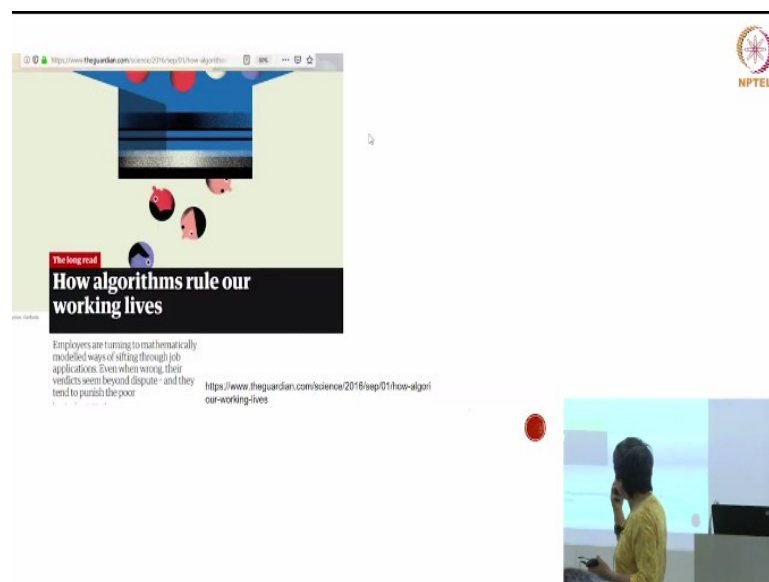 https://www.theguardian.com/science/2016/sep/01/how-algorithm
80%
NPTEL
The long read
How algorithms rule our
working lives
Employers are turning to mathematically
modelled ways of sifting through job
applications. Even when wrong, their
verdicts seem beyond dispute – and they
tend to punish the poor
https://www.theguardian.com/science/2016/sep/01/how-algori
our-working-lives